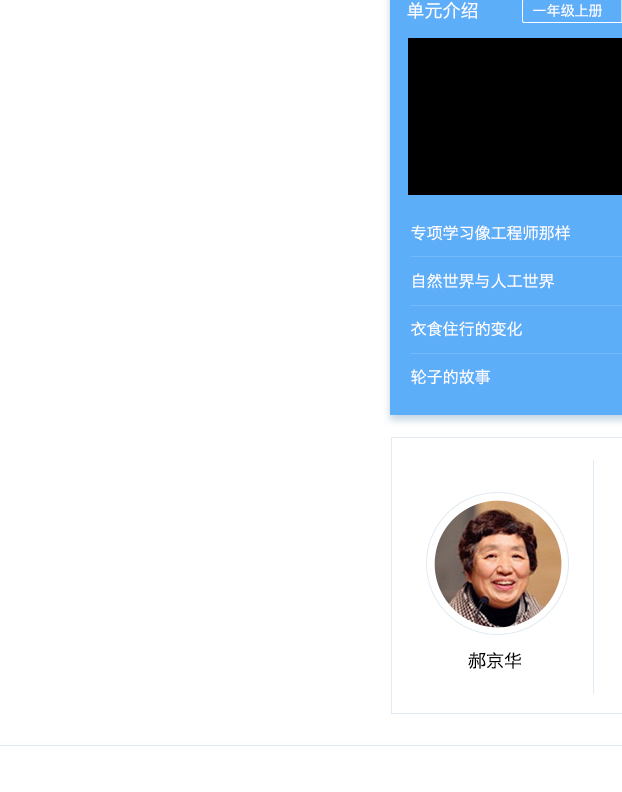 单元介绍
一年级上册
专项学习像工程师那样
自然世界与人工世界
衣食住行的变化
轮子的故事
郝京华